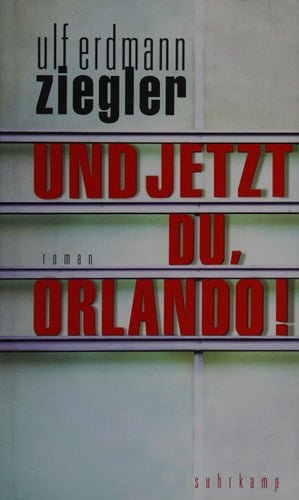 ulf erdmann
ziegler
UND JETZT
DU,
roman
ORLANDO!
suhrkamp